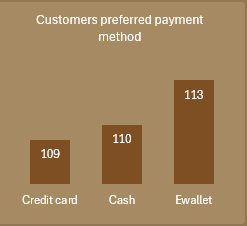 Customers preferred payment
method
113
110
109
Credit card Cash Ewallet